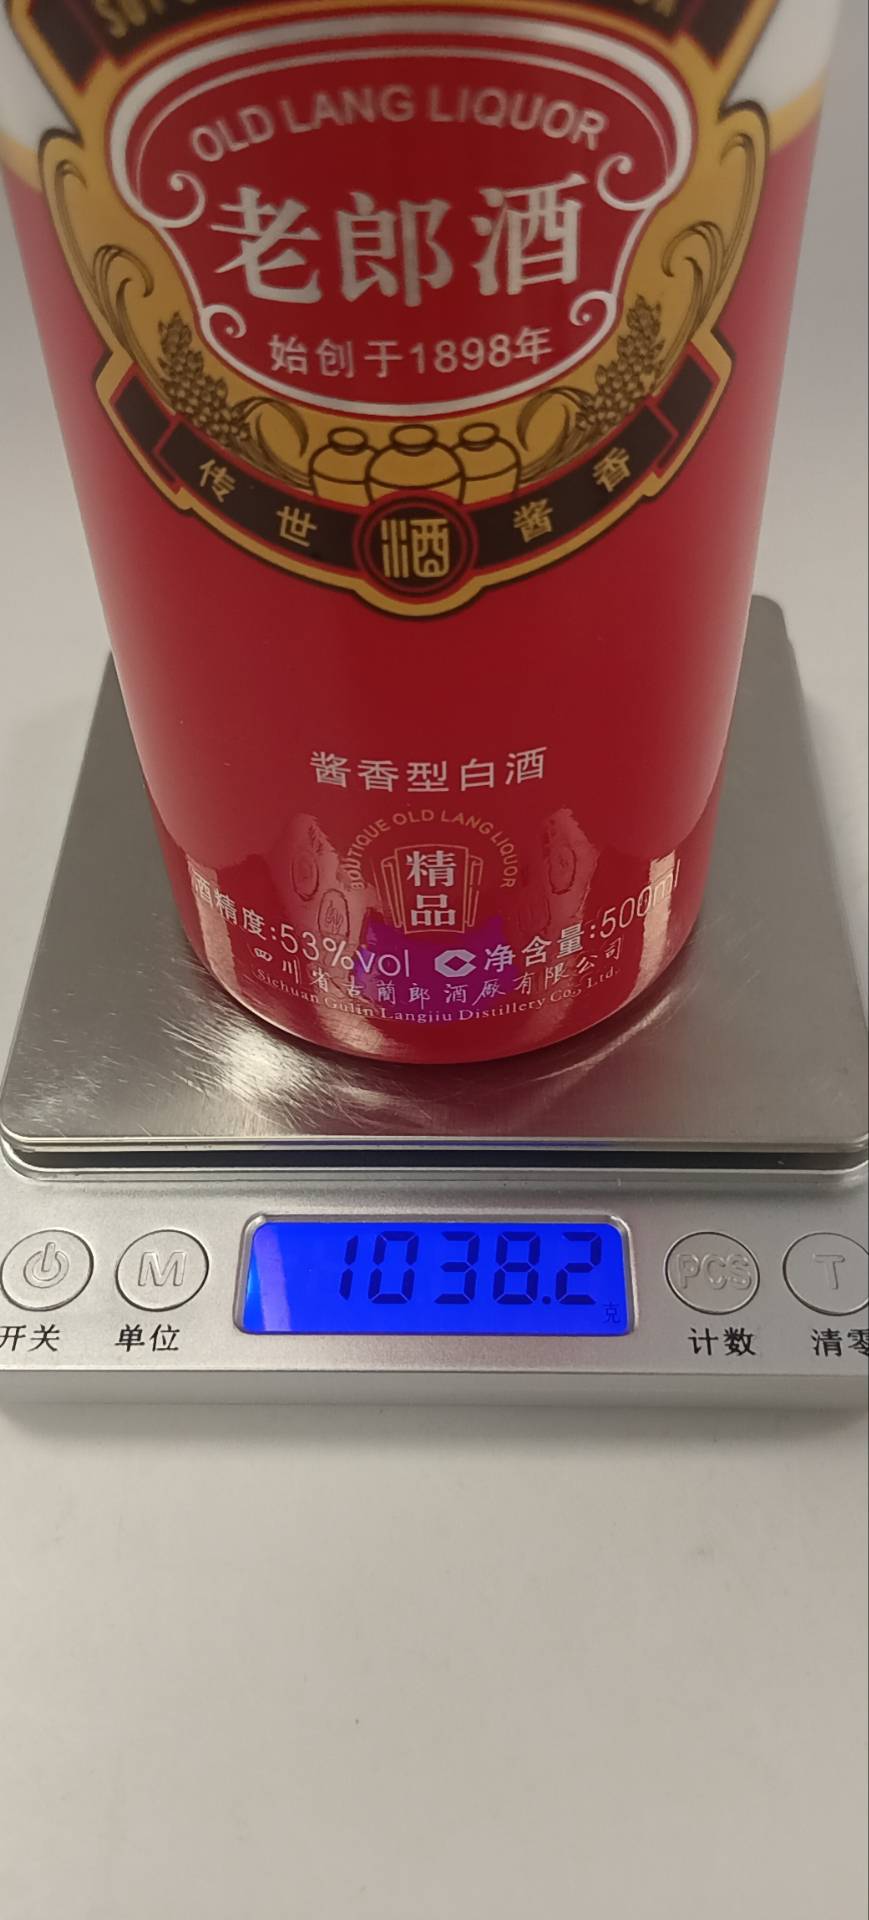 OLD LANG LIQUOR
老郎酒
始创于1898年
传世酱香
酒
酱香型白酒
BOUTIQUE OLD LANG LIQUOR
精品
酒精度:53%vol C 净含量:500ml
四川省古蔺郎酒廠有限公司
Sichuan Gulin Langjiu Distillery Co., Ltd.
1038.2
克
M PCS T
开关 单位 计数 清零